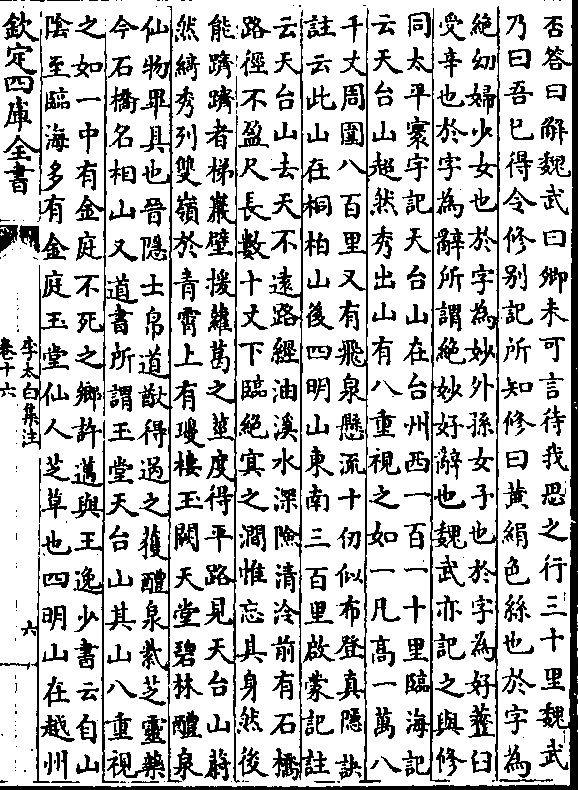 否答曰解魏武曰卿未可言待我思之行三十里魏武
乃曰吾已得令修别記所知修曰黄絹色絲也於字為
絶幼婦少女也於字為妙外孫女子也於字為好虀臼
受辛也於字為辭所謂絶妙好辭也魏武亦記之與修
同太平寰宇記天台山在台州西一百一十里臨海記
云天台山超然秀出山有八重視之如一凡髙一萬八
千丈周圍八百里又有飛泉懸流十仞似布登真隱訣
註云此山在桐柏山後四明山東南三百里啟蒙記註
云天台山去天不遠路經油溪水深險清冷前有石橋
路徑不盈尺長數十丈下臨絶㝠之澗惟忘其身然後
能躋躋者梯巖壁援蘿葛之莖度得平路見天台山蔚
然綺秀列雙嶺於青霄上有瓊樓玉闕天堂碧林醴泉
仙物畢具也晉隱士帛道猷得過之獲醴泉紫芝靈藥
今石橋名相山又道書所謂玉堂天台山其山八重視
之如一中有金庭不死之鄉許邁與王逸少書云自山
隂至臨海多有金庭玉堂仙人芝草也四明山在越州
欽定四庫全書
李太白集注
卷十六
六